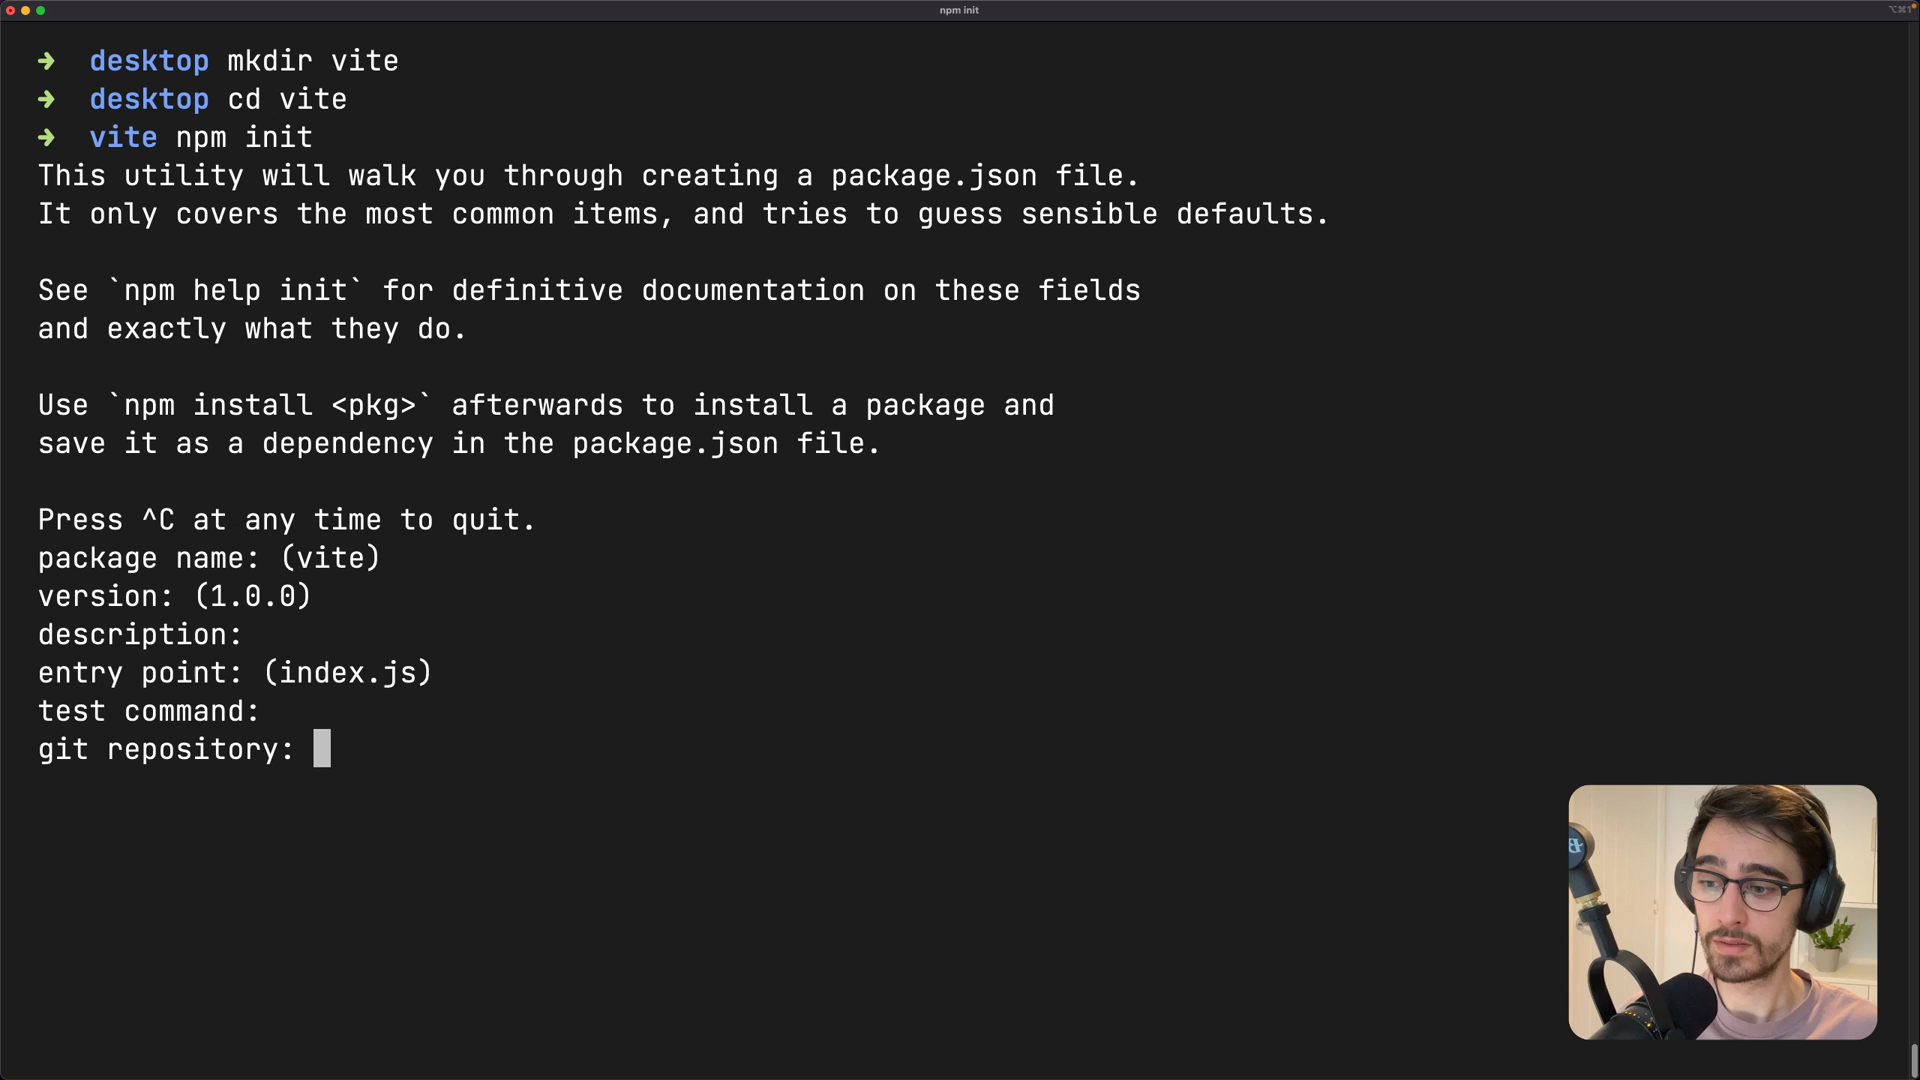 npm init
➜ desktop mkdir vite
➜ desktop cd vite
➜ vite npm init
This utility will walk you through creating a package.json file.
It only covers the most common items, and tries to guess sensible defaults.
See `npm help init` for definitive documentation on these fields
and exactly what they do.
Use `npm install <pkg>` afterwards to install a package and
save it as a dependency in the package.json file.
Press ^C at any time to quit.
package name: (vite)
version: (1.0.0)
description:
entry point: (index.js)
test command:
git repository: